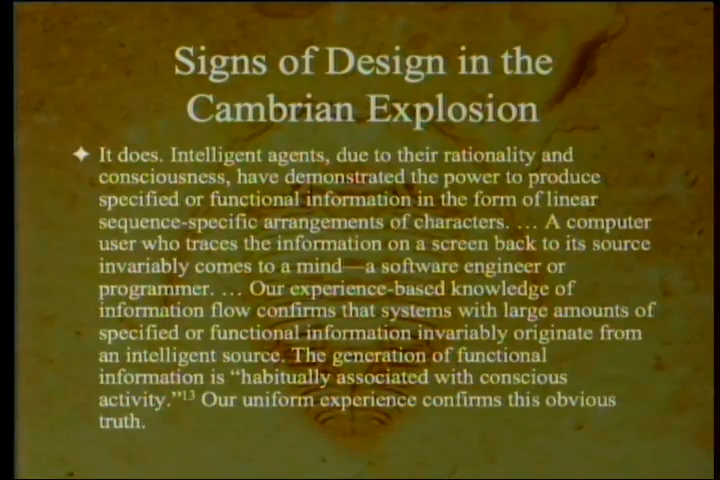 Signs of Design in the
Cambrian Explosion
It does. Intelligent agents, due to their rationality and
consciousness, have demonstrated the power to produce
specified or functional information in the form of linear
sequence-specific arrangements of characters. … A computer
user who traces the information on a screen back to its source
invariably comes to a mind—a software engineer or
programmer. … Our experience-based knowledge of
information flow confirms that systems with large amounts of
specified or functional information invariably originate from
an intelligent source. The generation of functional
information is “habitually associated with conscious
activity.”13 Our uniform experience confirms this obvious
truth.